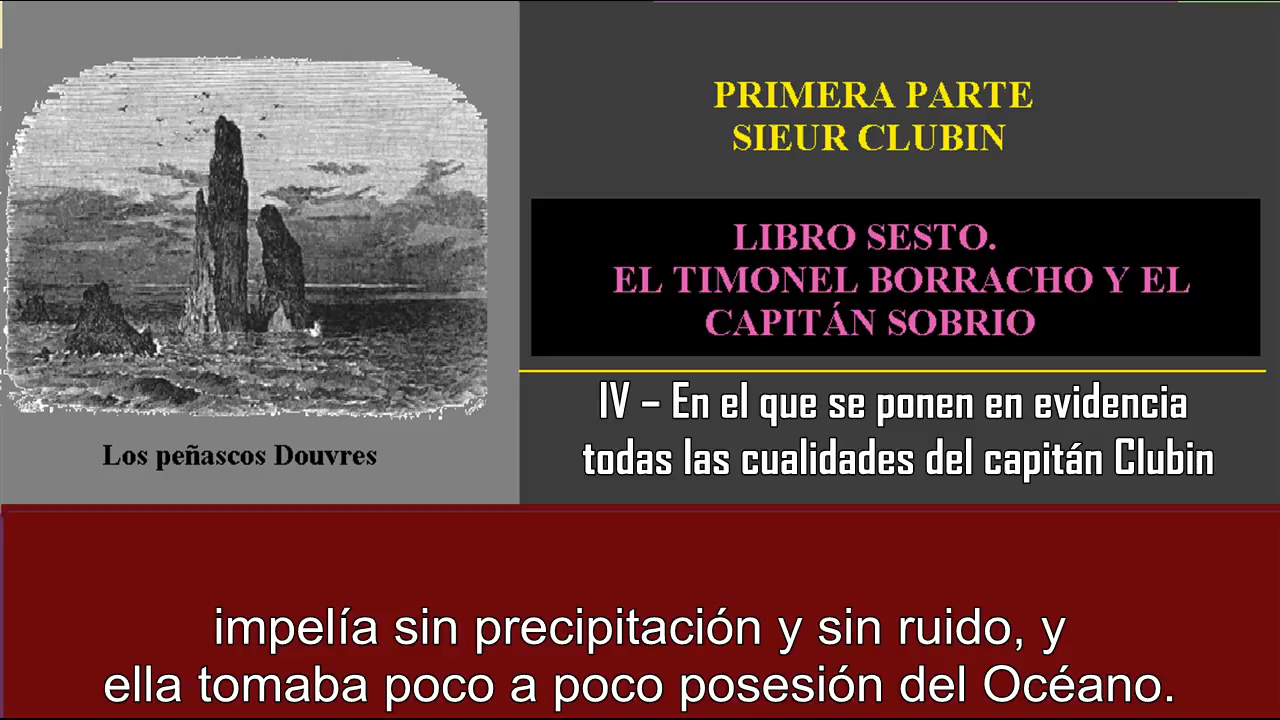 PRIMERA PARTE
SIEUR CLUBIN
LIBRO SESTO.
EL TIMONEL BORRACHO Y EL
CAPITÁN SOBRIO
IV – En el que se ponen en evidencia
todas las cualidades del capitán Clubin
Los peñascos Douvres
impelía sin precipitación y sin ruido, y
ella tomaba poco a poco posesión del Océano.